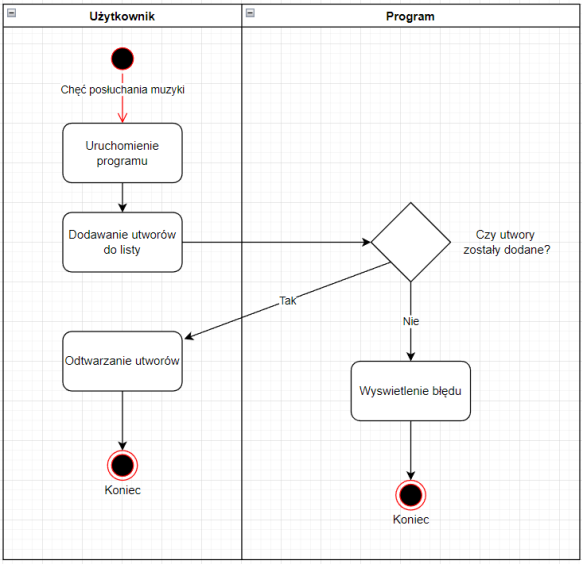 Użytkownik
Program
Chęć posłuchania muzyki
Uruchomienie
programu
Dodawanie utworów
do listy
Czy utwory
zostały dodane?
Tak
Nie
Odtwarzanie utworów
Wyswietlenie błędu
Koniec
Koniec